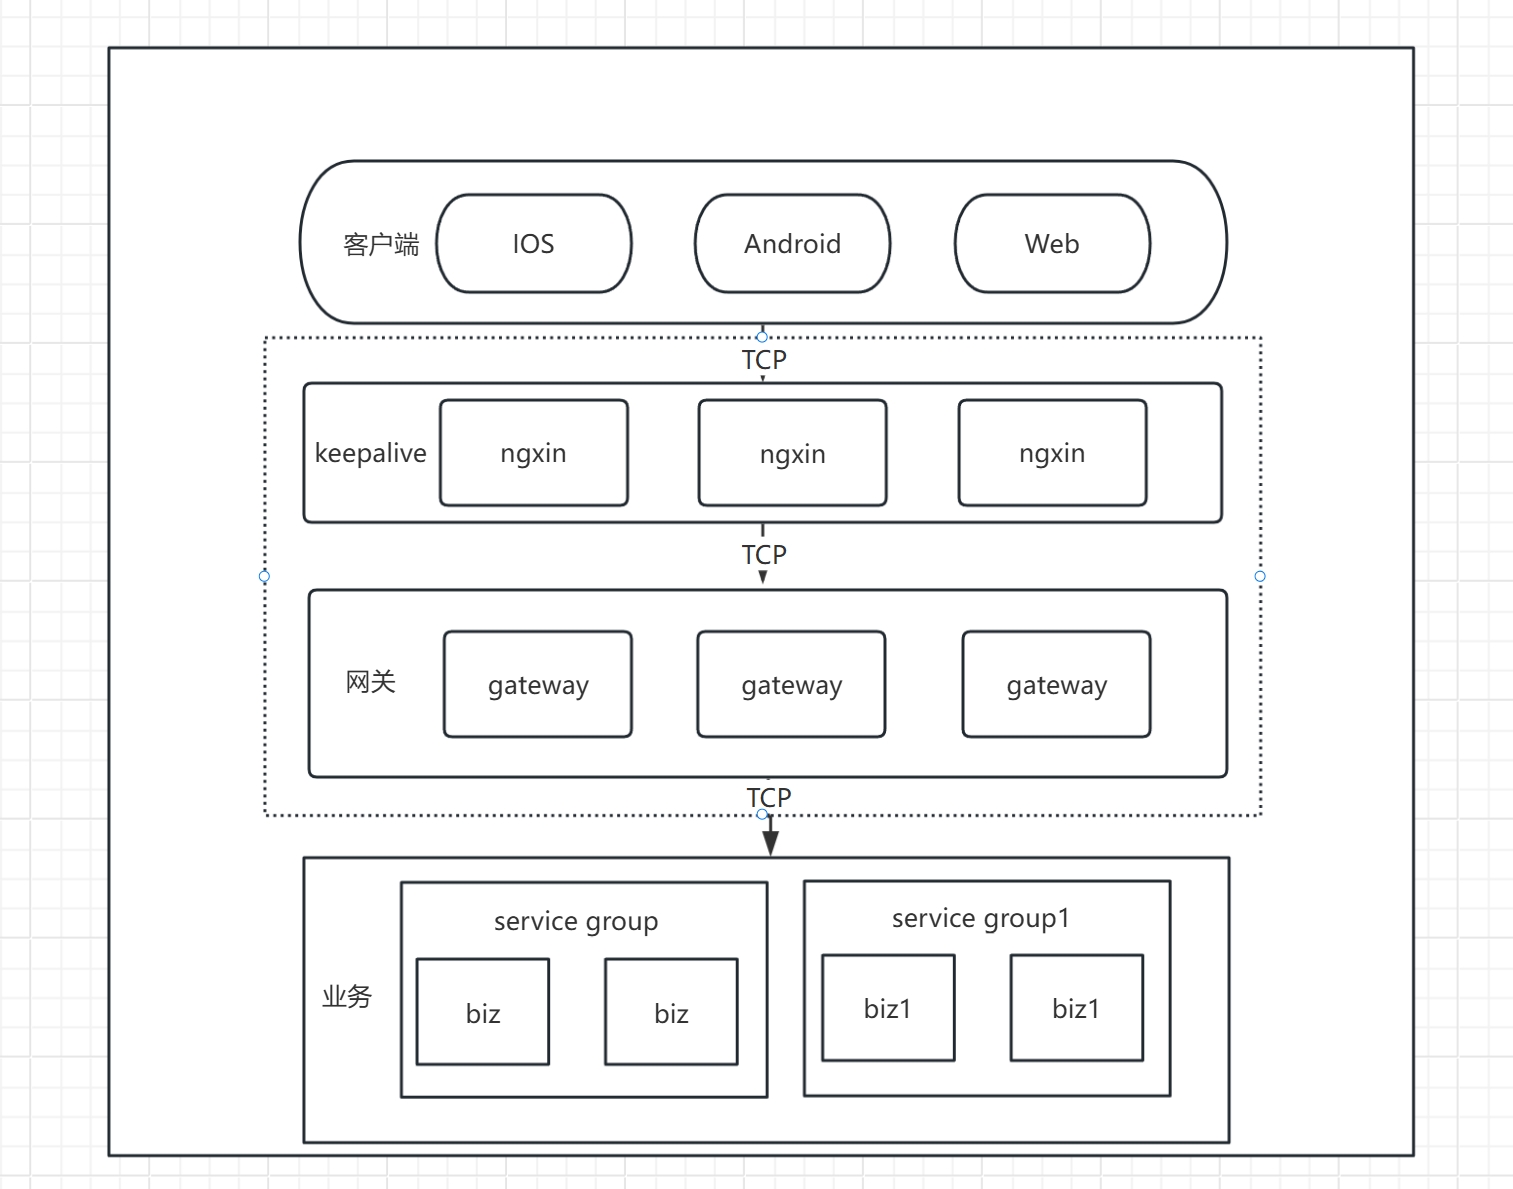 客户端
IOS
Android
Web
TCP
keepalive
ngxin
ngxin
ngxin
TCP
网关
gateway
gateway
gateway
TCP
业务
service group
biz
biz
service group1
biz1
biz1